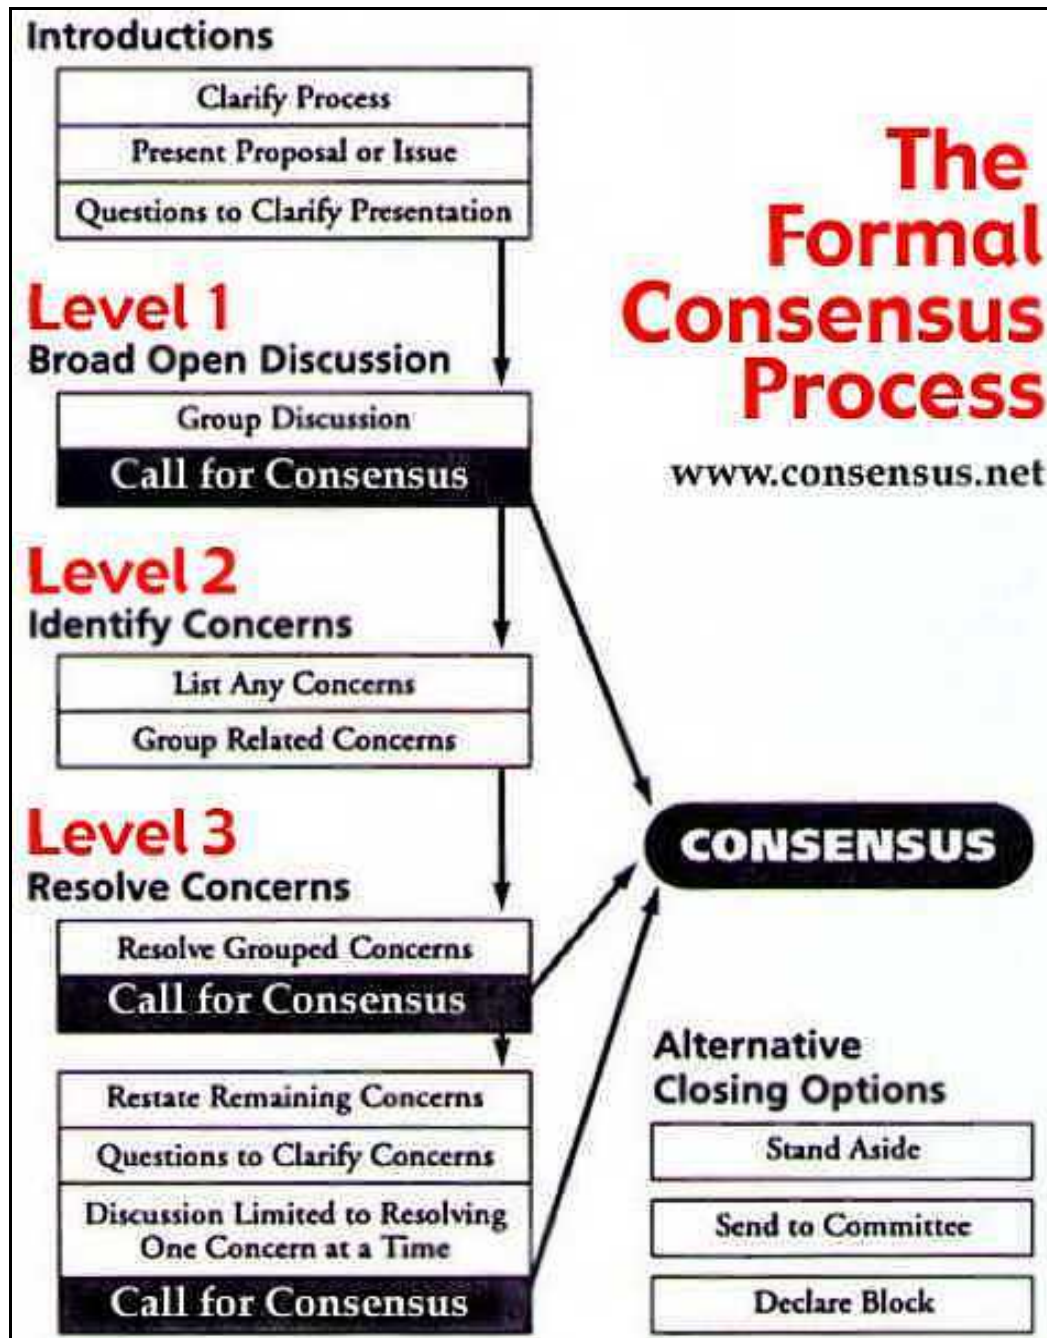 Introductions
Clarify Process
Present Proposal or Issue
Questions to Clarify Presentation
The
Formal
Consensus
Process
www.consensus.net
Level 1
Broad Open Discussion
Group Discussion
Call for Consensus
Level 2
Identify Concerns
List Any Concerns
Group Related Concerns
Level 3
Resolve Concerns
Resolve Grouped Concerns
Call for Consensus
Restate Remaining Concerns
Questions to Clarify Concerns
Discussion Limited to Resolving
One Concern at a Time
Call for Consensus
CONSENSUS
Alternative
Closing Options
Stand Aside
Send to Committee
Declare Block